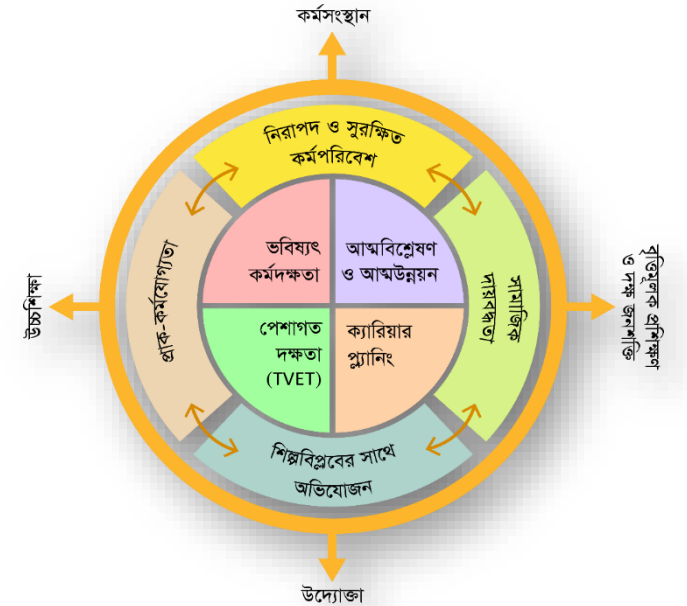 কর্মসংস্থান
নিরাপদ ও সুরক্ষিত
কর্মপরিবেশ
ভবিষ্যৎ
কর্মদক্ষতা
আত্মবিশ্লেষণ
ও আত্মউন্নয়ন
প্রাক-কর্মযোগ্যতা
সামাজিক
দায়বদ্ধতা
উচ্চশিক্ষা
বৃত্তিমূলক প্রশিক্ষণ
ও দক্ষ জনশক্তি
পেশাগত
দক্ষতা
(TVET)
ক্যারিয়ার
প্ল্যানিং
শিল্পবিপ্লবের সাথে
অভিযোজন
উদ্যোক্তা